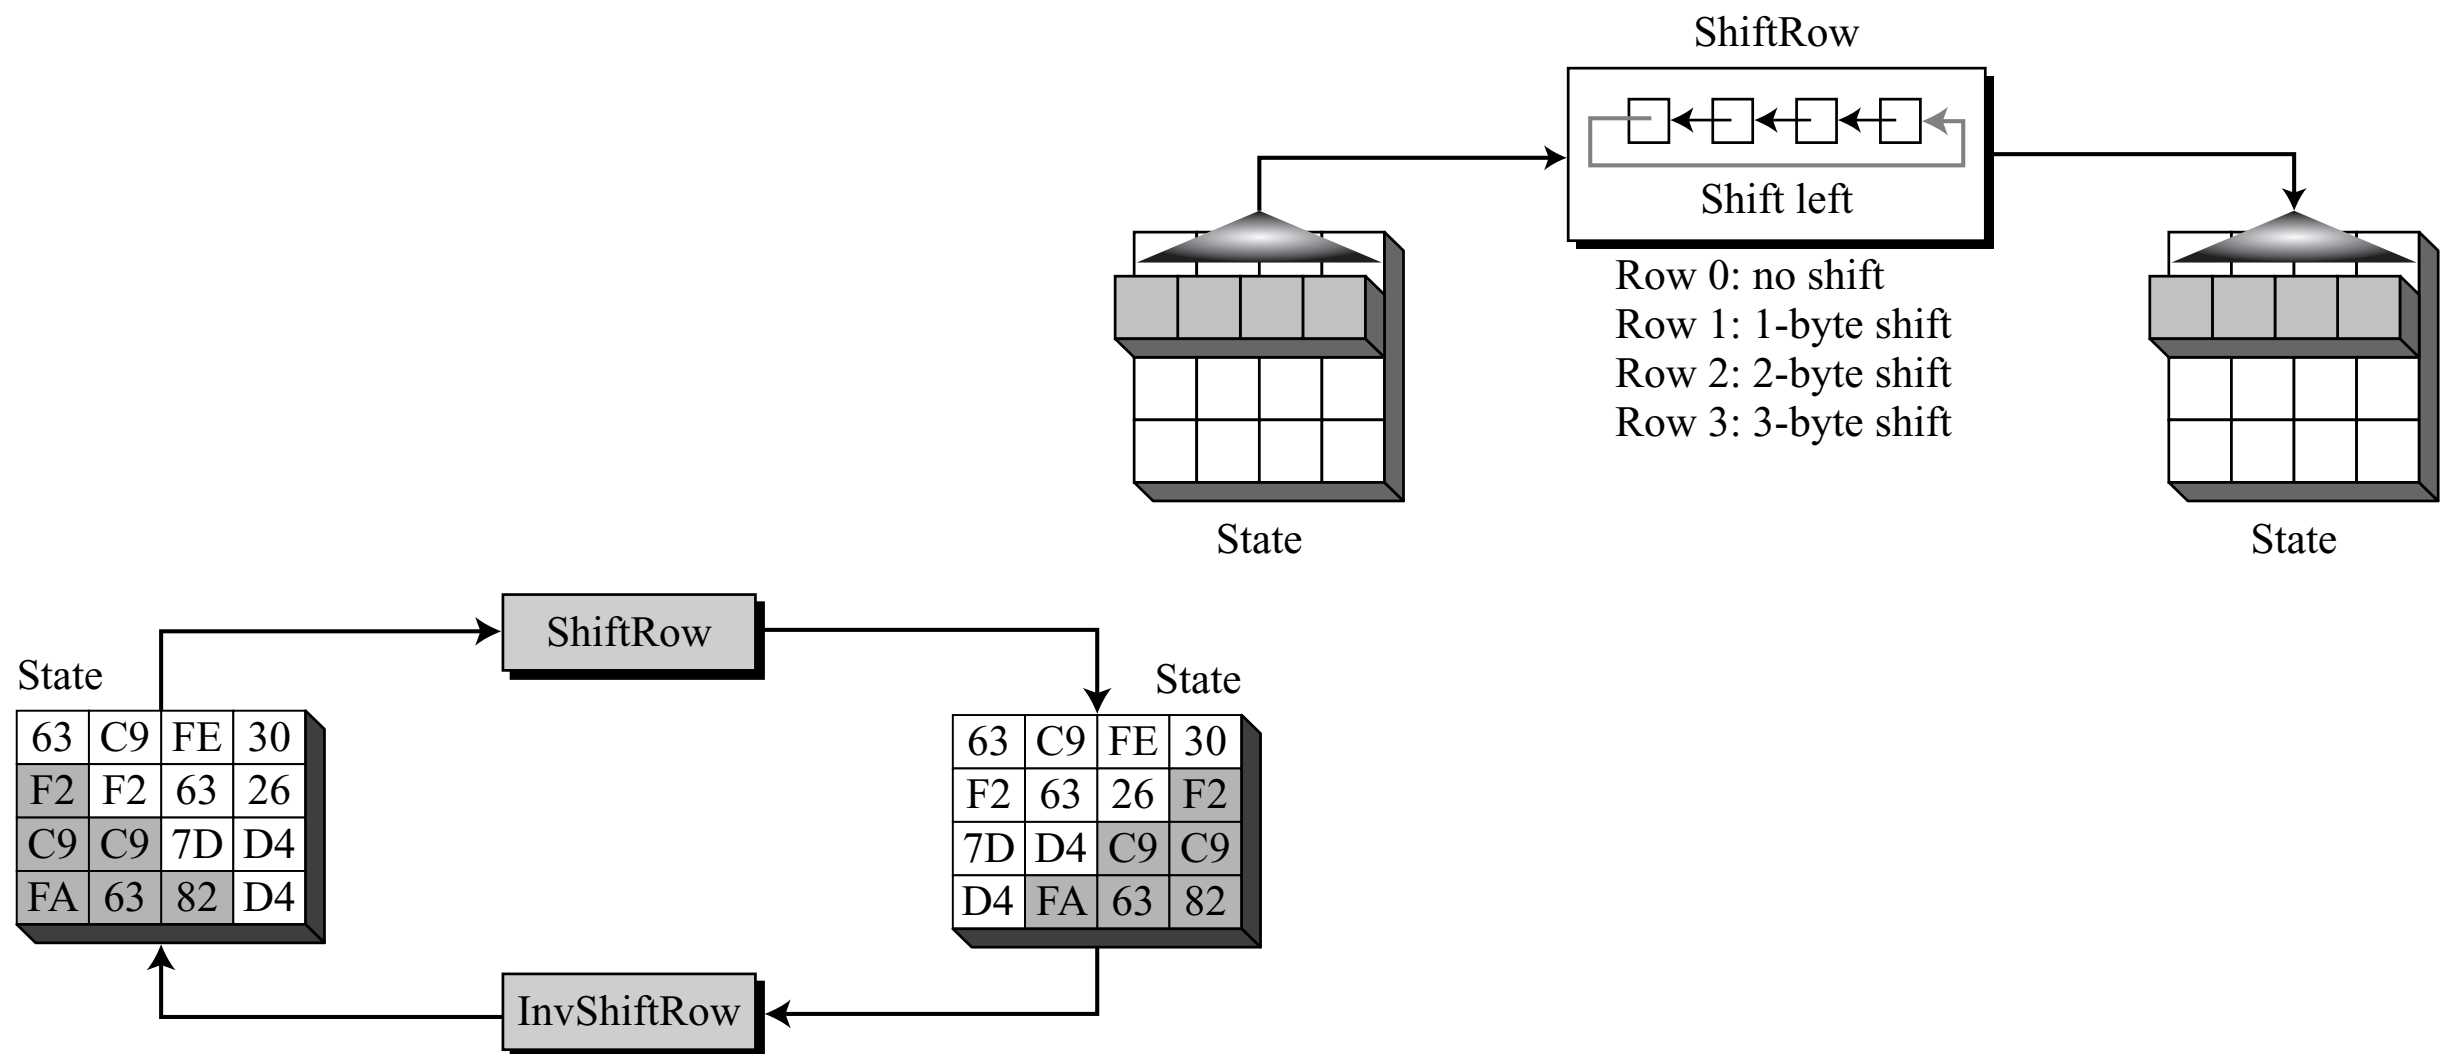 ShiftRow
Shift left
Row 0: no shift
Row 1: 1-byte shift
Row 2: 2-byte shift
Row 3: 3-byte shift
State
State
ShiftRow
State
State
63 C9 FE 30
F2 F2 63 26
C9 C9 7D D4
FA 63 82 D4
63 C9 FE 30
F2 63 26 F2
7D D4 C9 C9
D4 FA 63 82
InvShiftRow